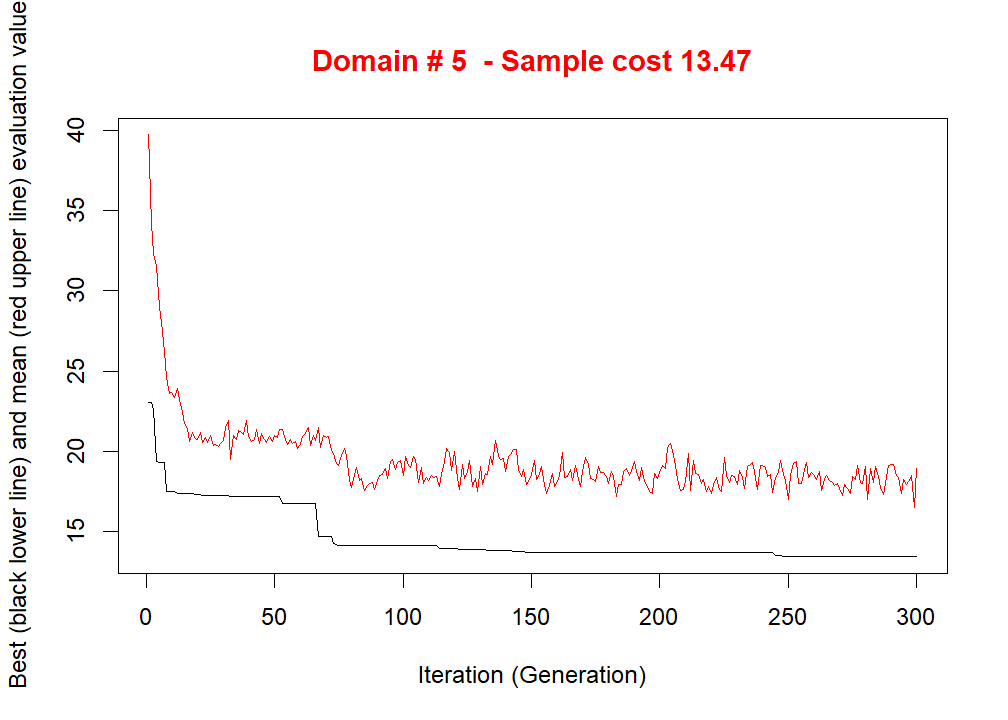 Domain # 5  - Sample cost 13.47
Best (black lower line) and mean (red upper line) evaluation value
40
35
30
25
20
15
0 50 100 150 200 250 300
Iteration (Generation)